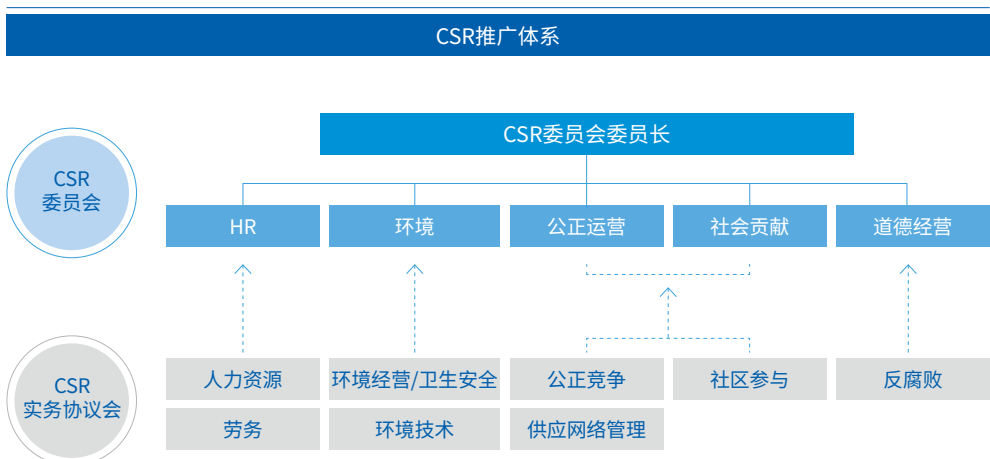 CSR推广体系
CSR委员会委员长
CSR
委员会
HR
环境
公正运营
社会贡献
道德经营
CSR
实务协议会
人力资源
环境经营/卫生安全
公正竞争
社区参与
反腐败
劳务
环境技术
供应网络管理